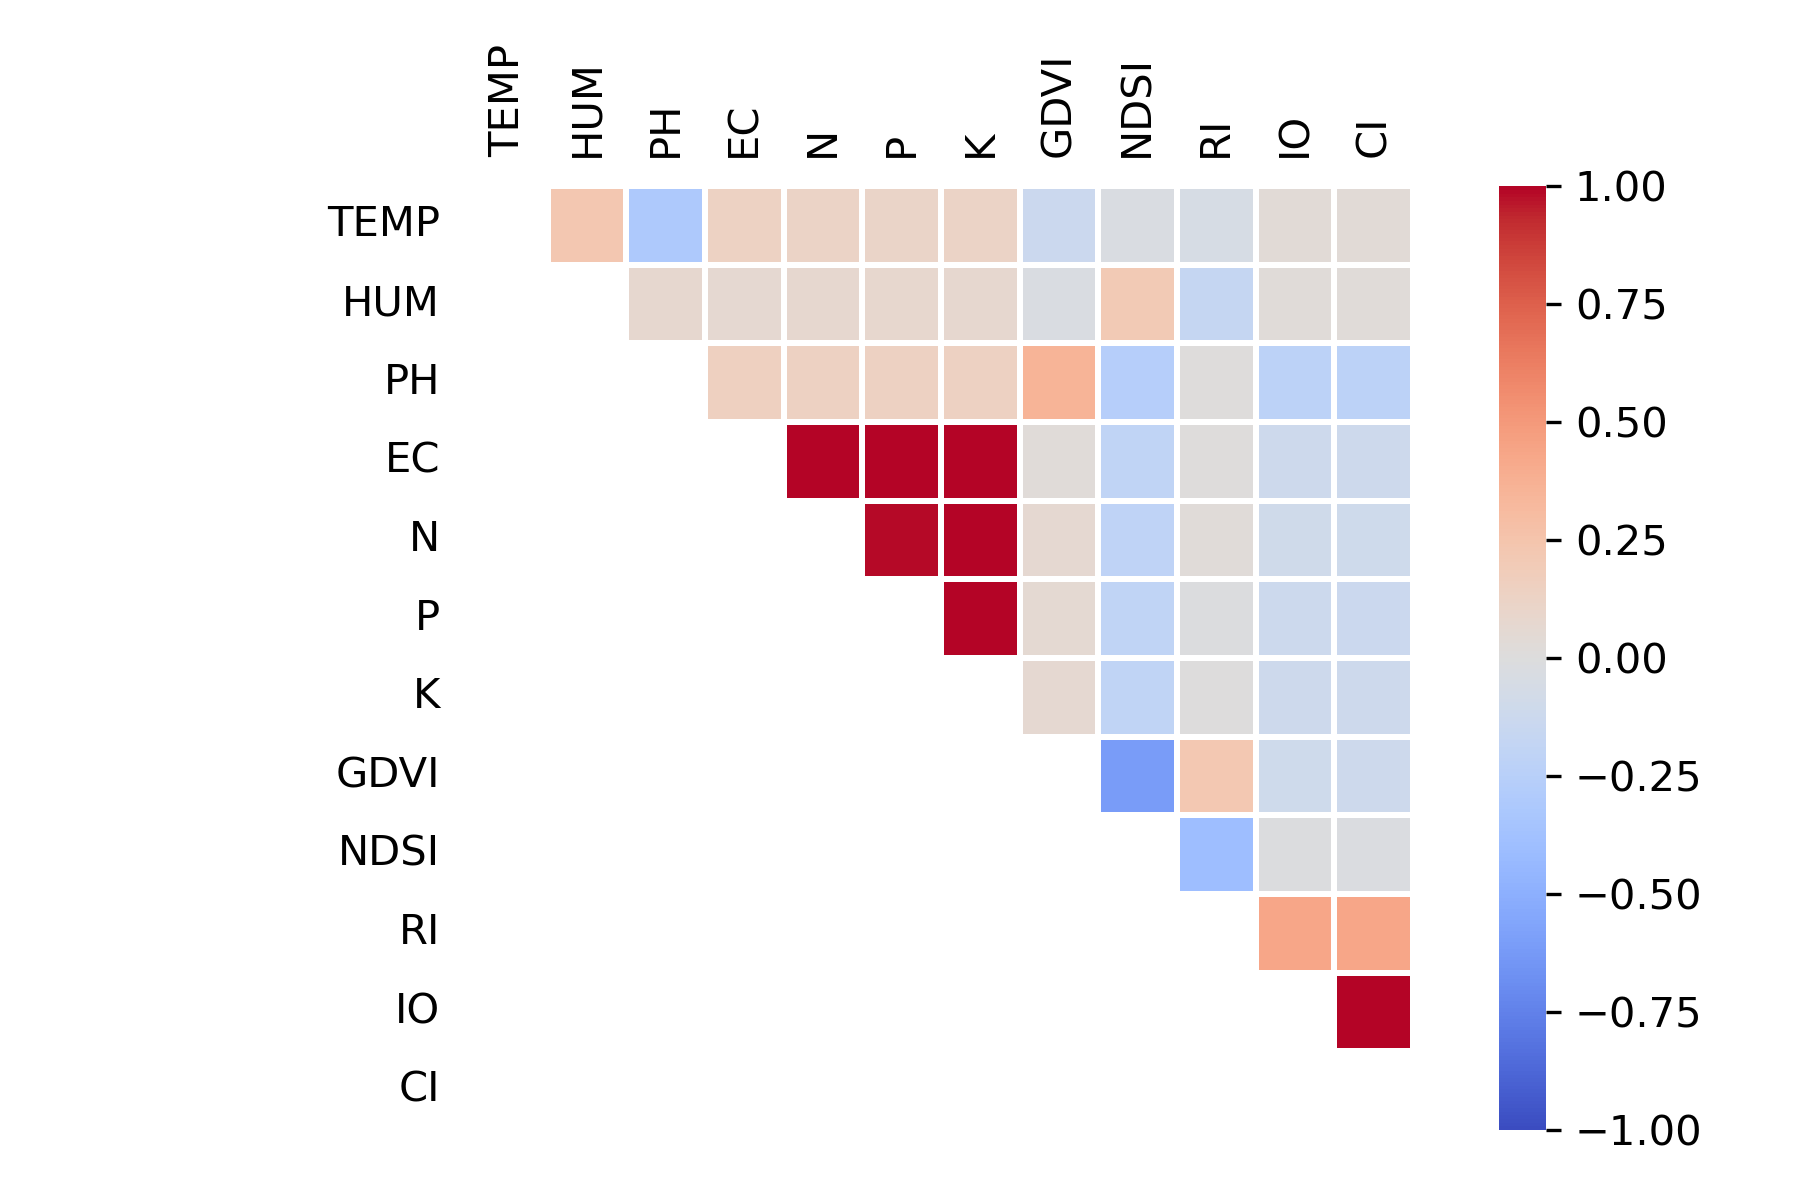 TEMP HUM PH EC N P K GDVI NDSI RI IO CI
TEMP
HUM
PH
EC
N
P
K
GDVI
NDSI
RI
IO
CI
1.00
0.75
0.50
0.25
0.00
−0.25
−0.50
−0.75
−1.00